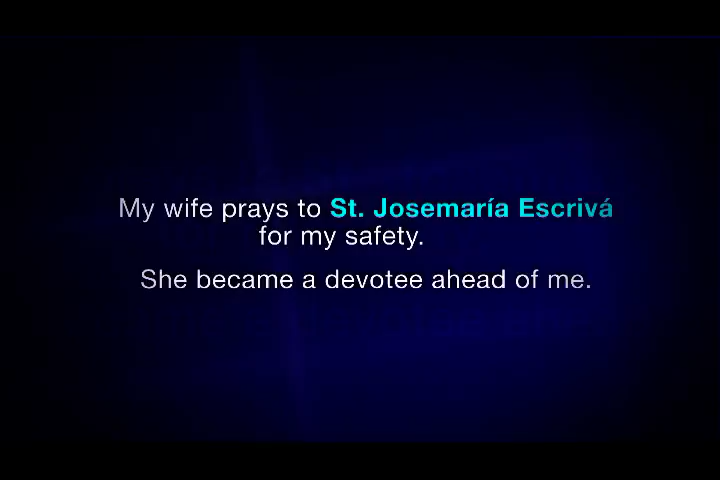 My wife prays to St. Josemaría Escrivá
for my safety.
She became a devotee ahead of me.